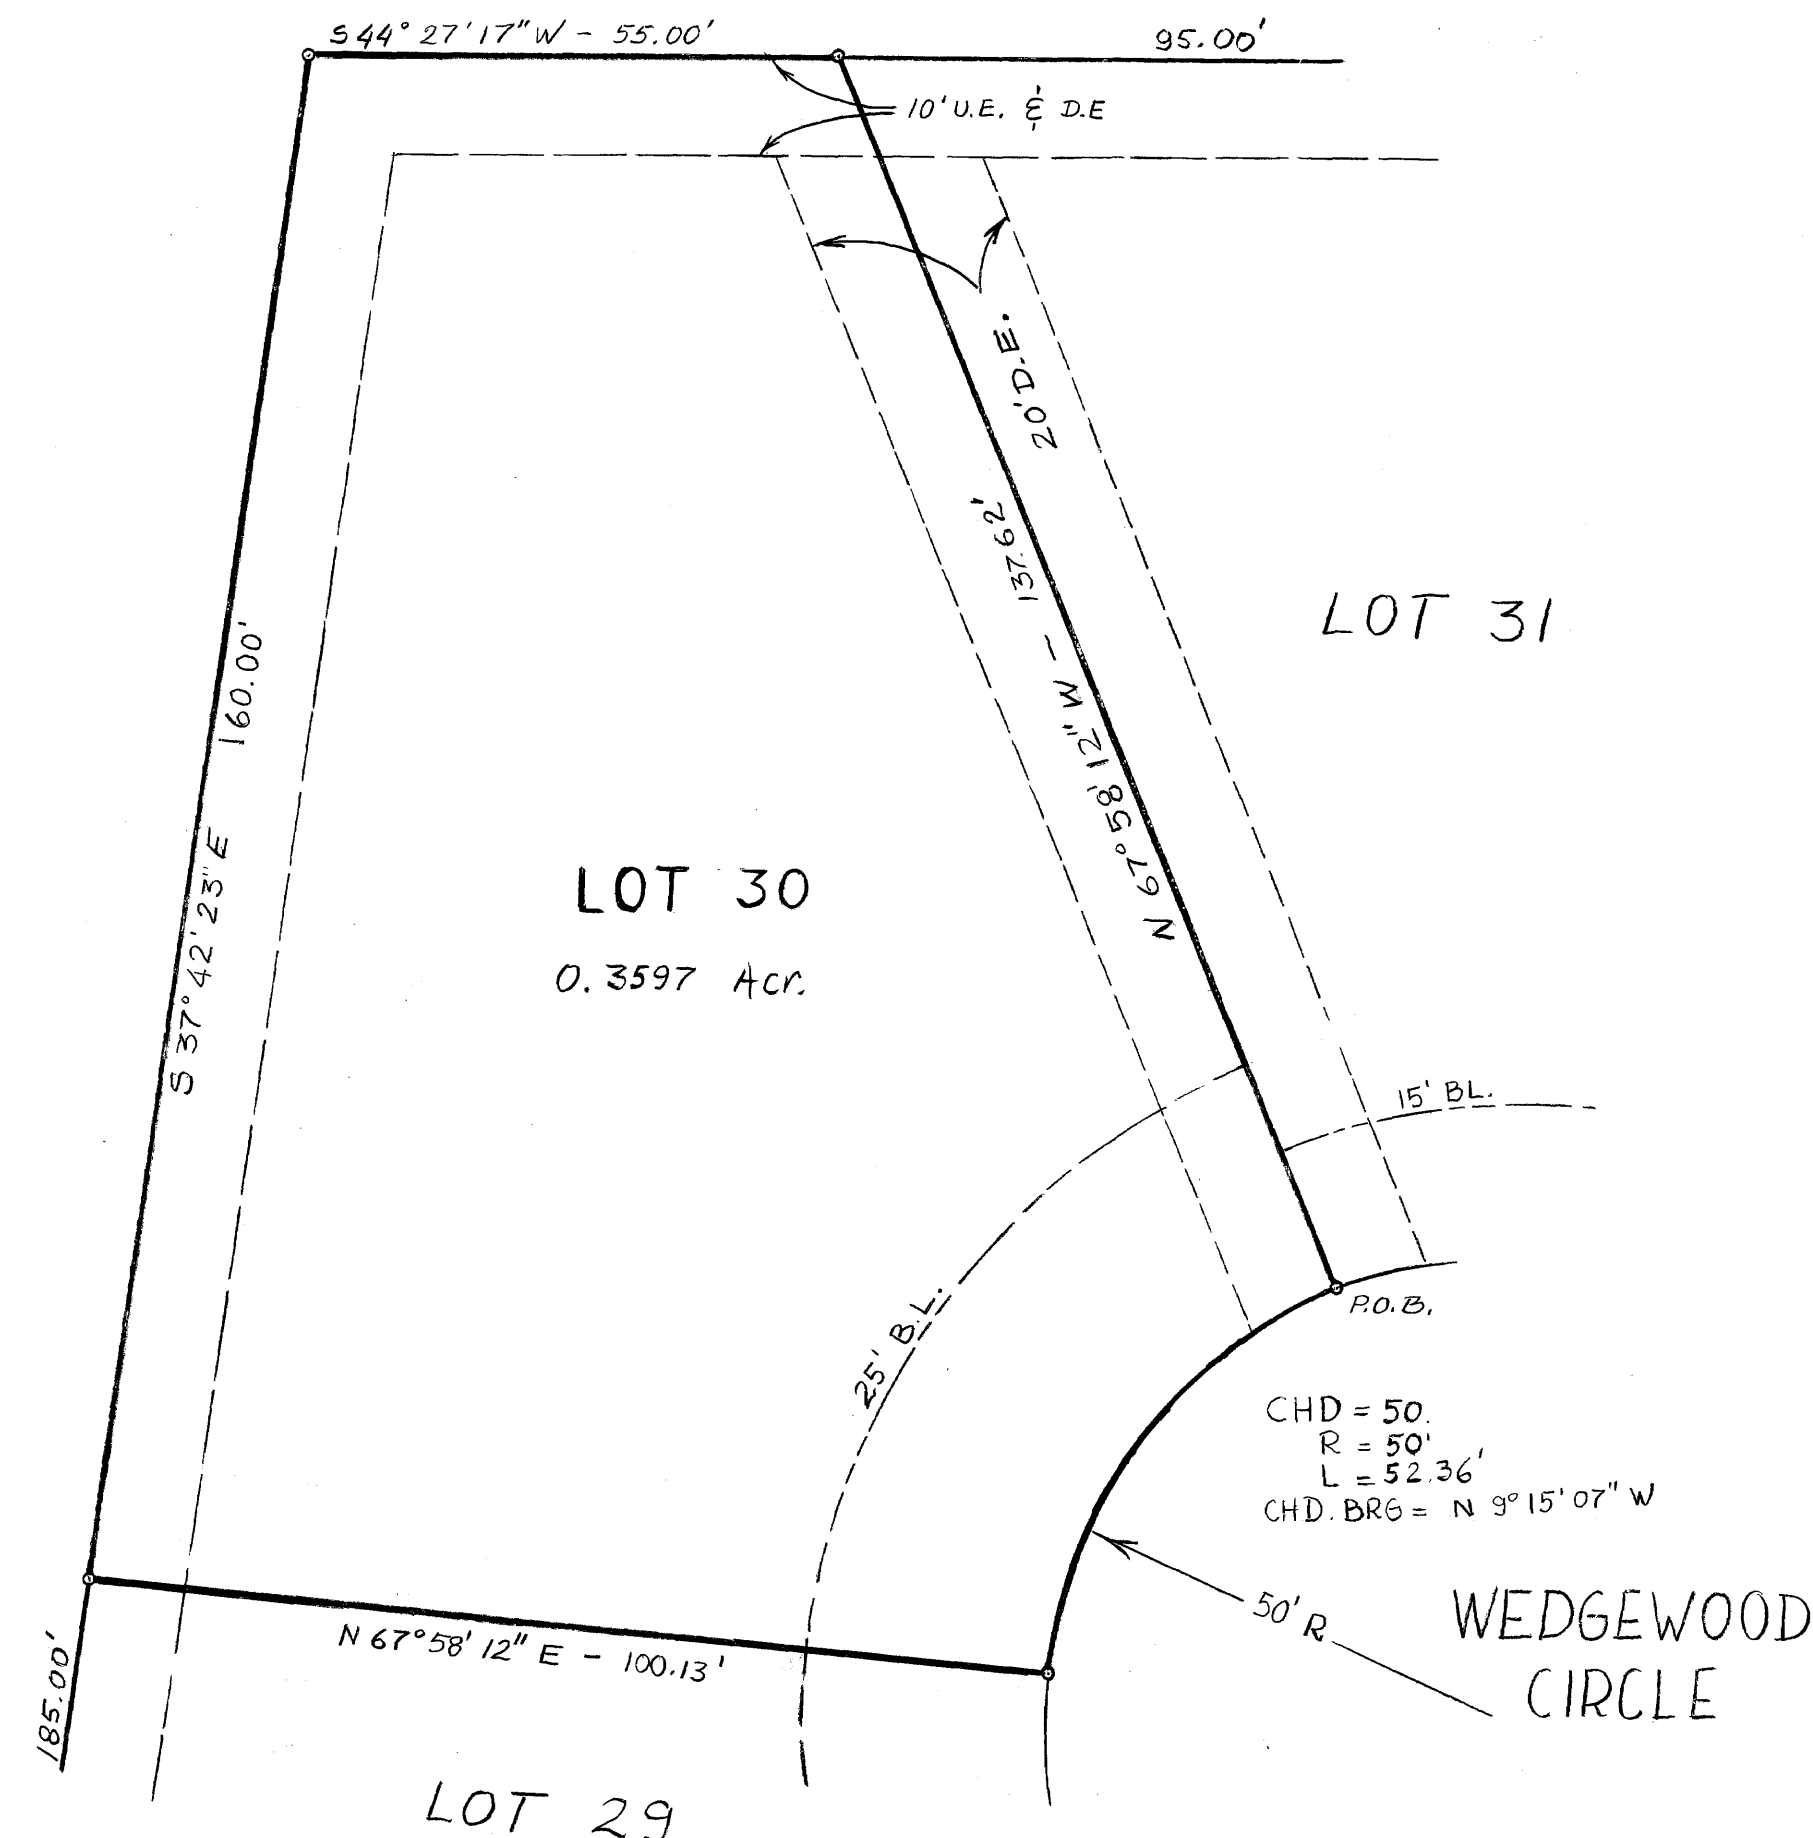 S 44° 27' 17" W - 55.00'
95.00'
10' U.E. & D.E
20' D.E.
N 67° 58' 12" W - 137.62'
LOT 31
S 37° 42' 23" E 160.00'
LOT 30
0.3597 Acr.
15' BL.
P.O.B.
25' B.L.
CHD = 50.
R = 50'
L = 52.36'
CHD. BRG = N 9° 15' 07" W
50' R
WEDGEWOOD
CIRCLE
N 67° 58' 12" E - 100.13'
185.00'
LOT 29